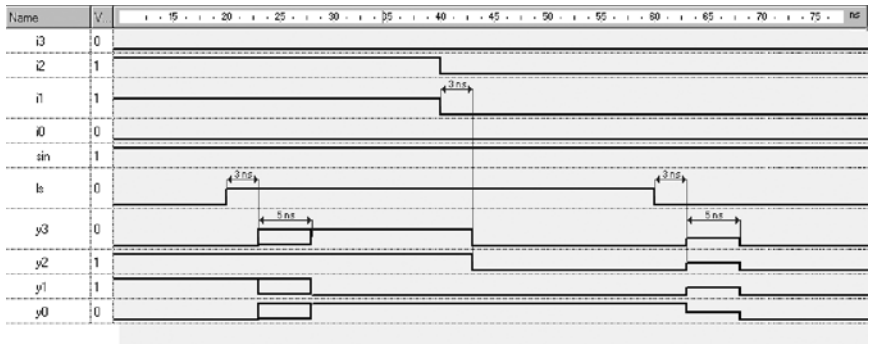 Name V... 15 20 25 30 35 40 45 50 55 60 65 70 75 ns
i3 0
i2 1
i1 1 3 ns
i0 0
sin 1
ls 0 3 ns 3 ns
y3 0 5 ns 5 ns
y2 1
y1 1
y0 0